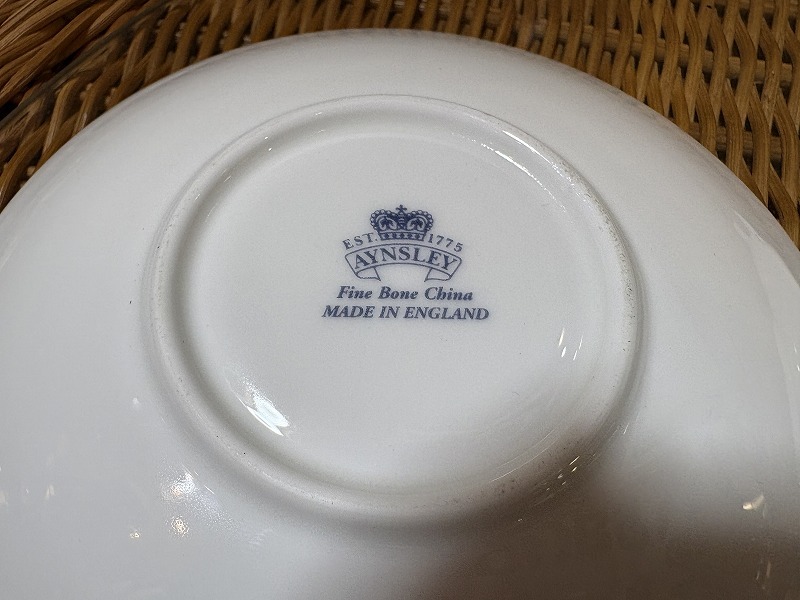 EST. 1775
AYNSLEY
Fine Bone China
MADE IN ENGLAND